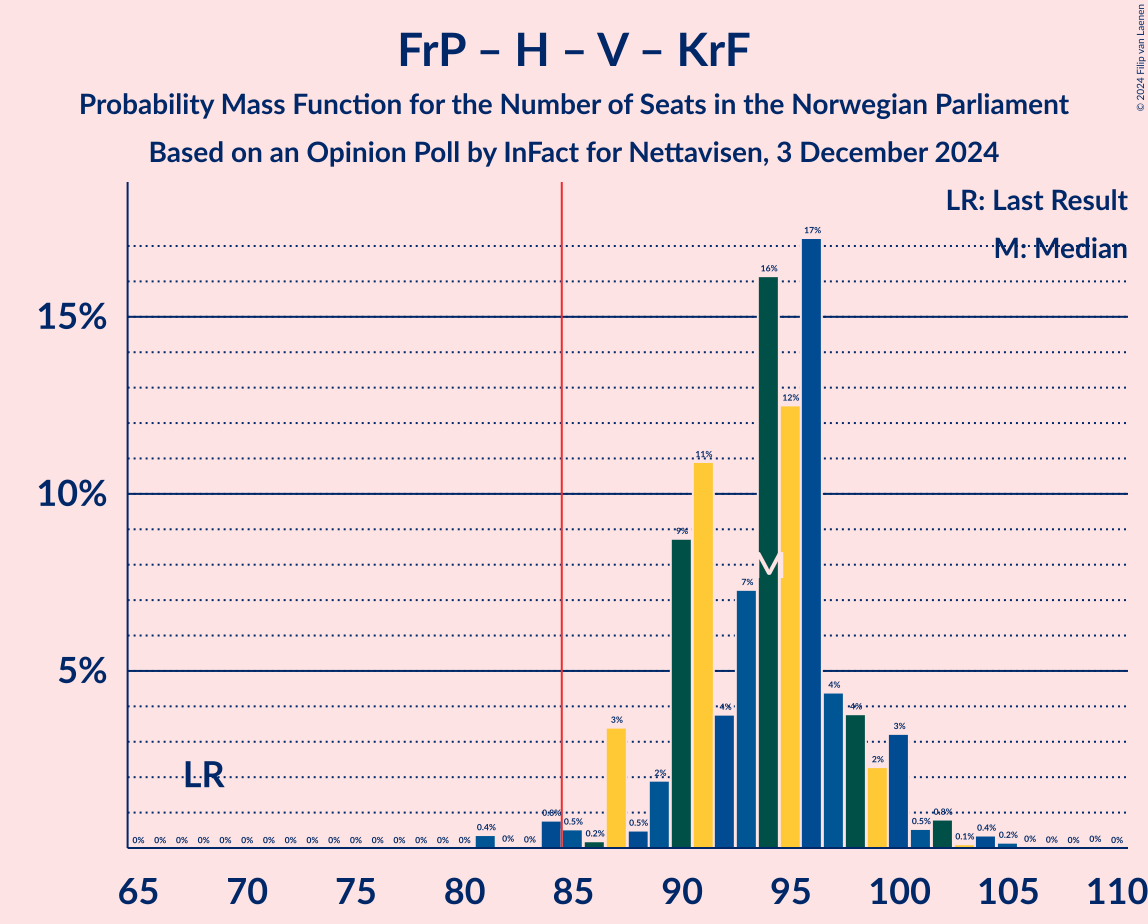 FrP – H – V – KrF
Probability Mass Function for the Number of Seats in the Norwegian Parliament
Based on an Opinion Poll by InFact for Nettavisen, 3 December 2024
© 2024 Filip van Laenen
LR: Last Result
M: Median
15%
10%
5%
LR
M
0% 0% 0% 0% 0% 0% 0% 0% 0% 0% 0% 0% 0% 0% 0% 0% 0.4% 0% 0% 0.8% 0.5% 0.2% 3% 0.5% 2% 9% 11% 4% 7% 16% 12% 17% 4% 4% 2% 3% 0.5% 0.8% 0.1% 0.4% 0.2% 0% 0% 0% 0% 0%
65 70 75 80 85 90 95 100 105 110